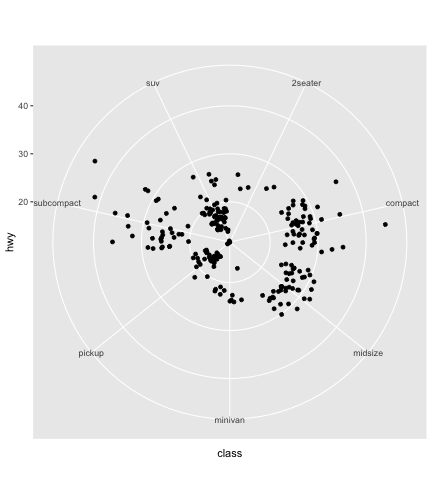 suv
2seater
40
30
20
subcompact
compact
hwy
pickup
midsize
minivan
class